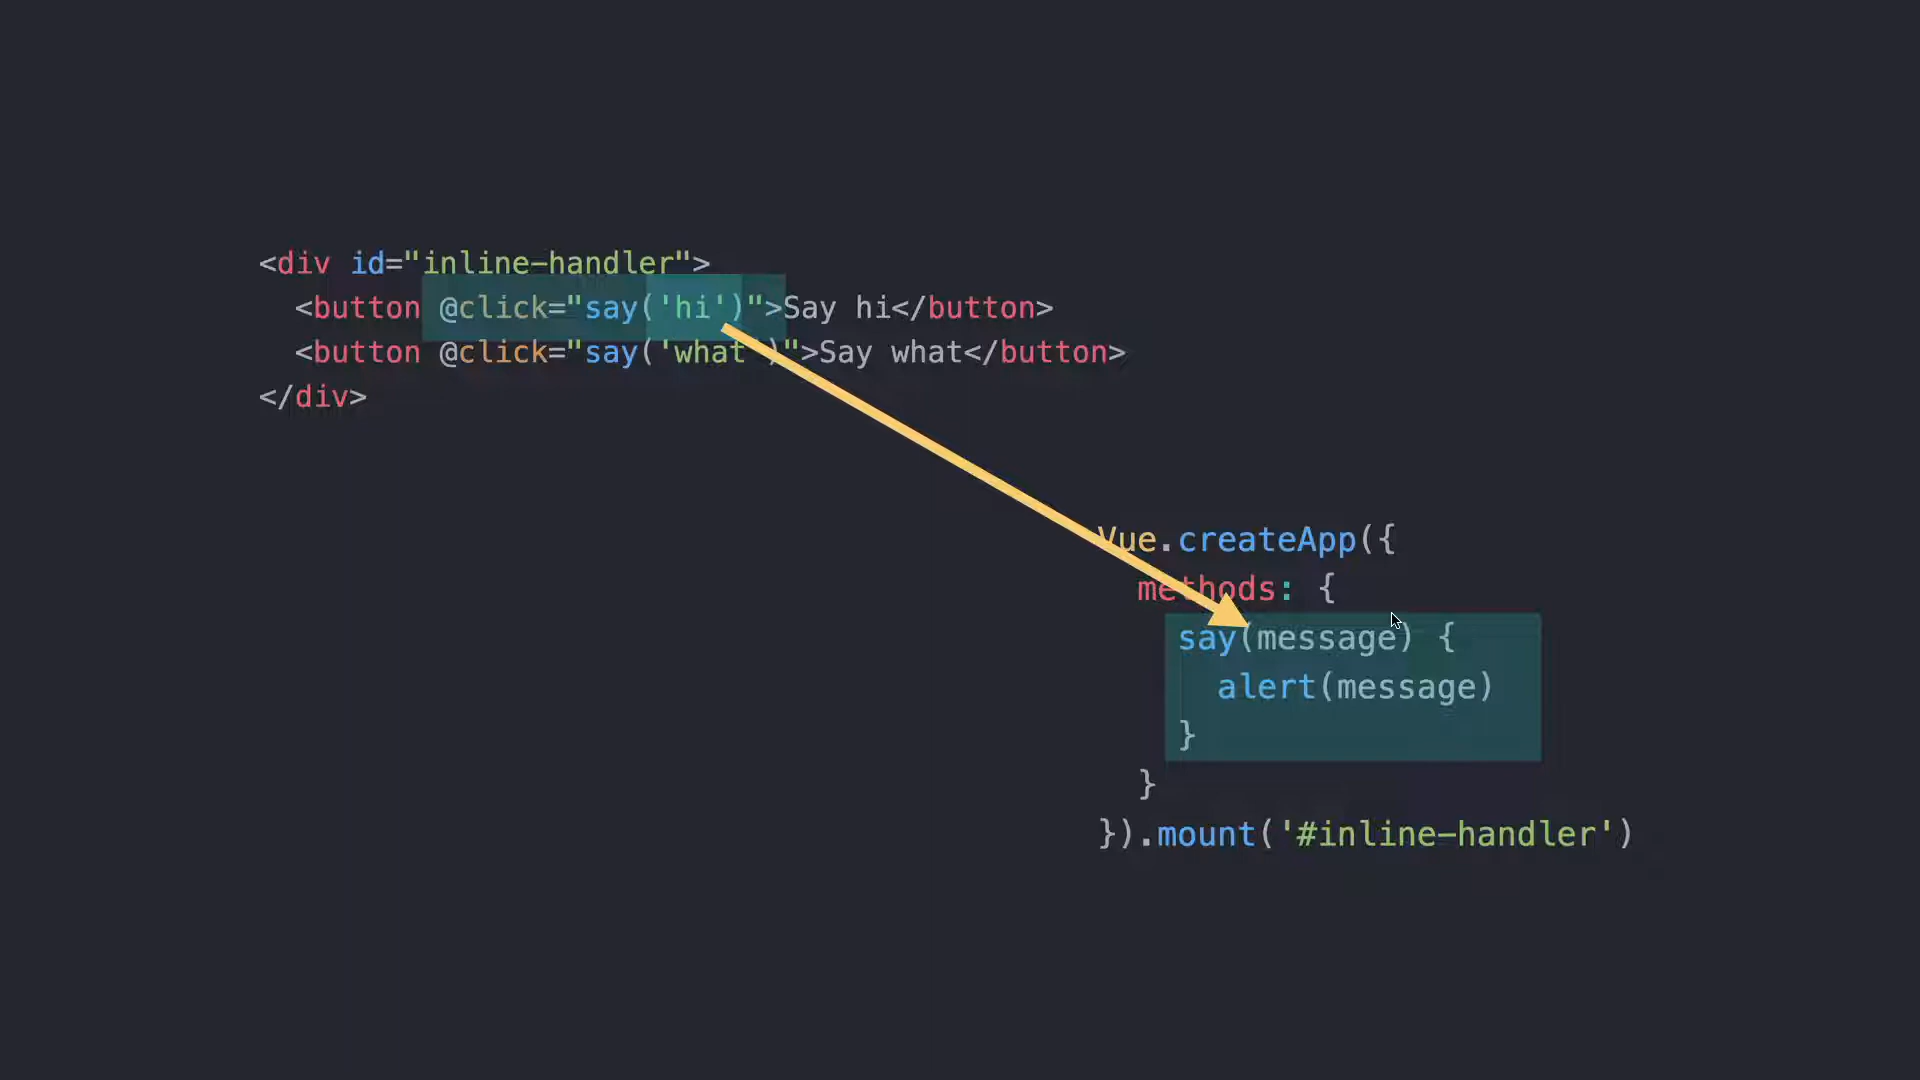 <div id="inline-handler">
<button @click="say('hi')">Say hi</button>
<button @click="say('what')">Say what</button>
</div>
Vue.createApp({
methods: {
say(message) {
alert(message)
}
}
}).mount('#inline-handler')